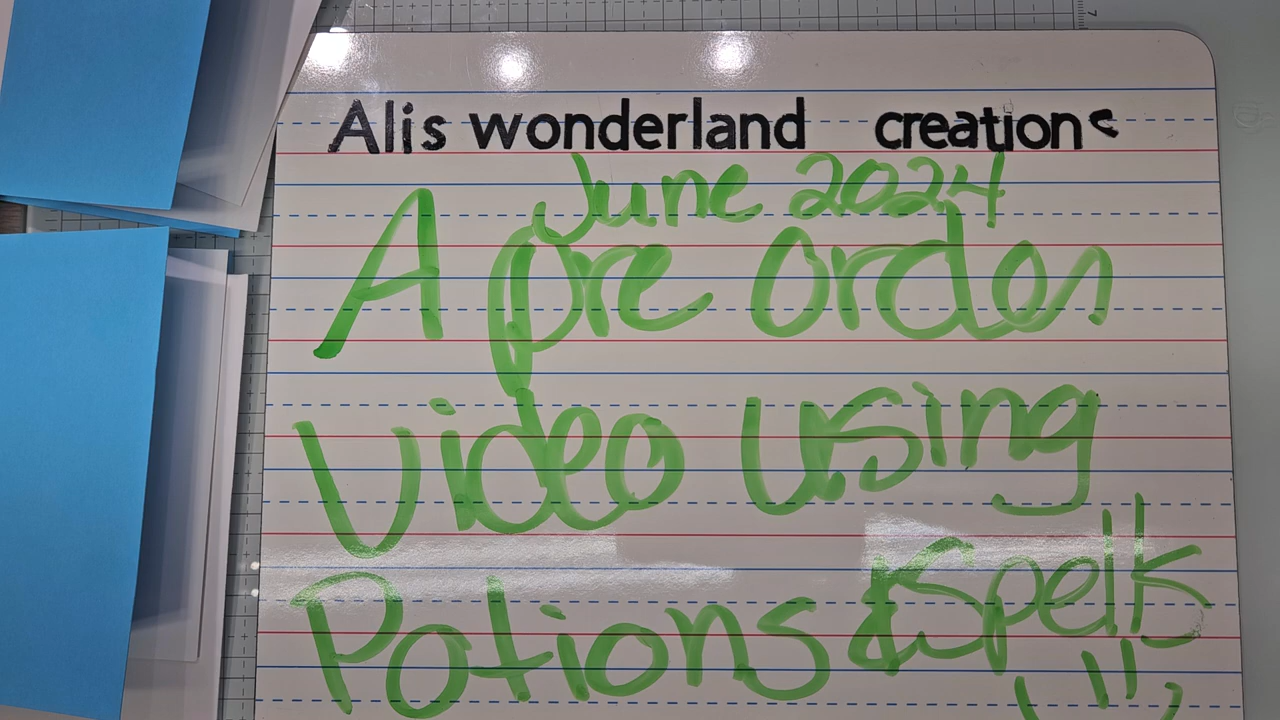 Alis wonderland creations
June 2024
A pre order
Video using
Potions & Spells